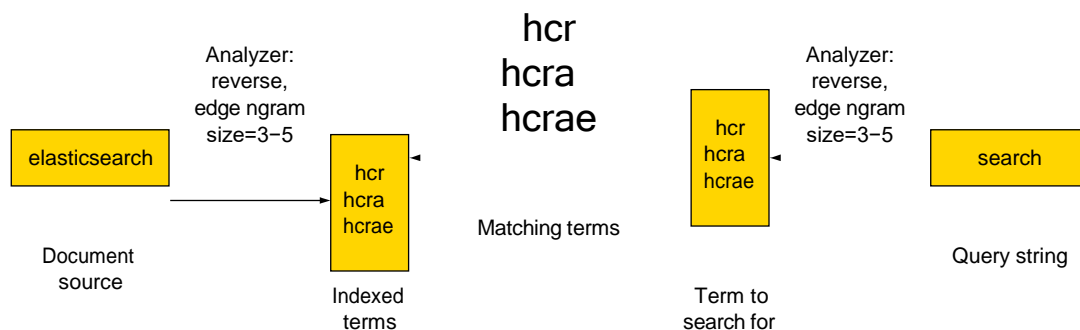 Analyzer:
reverse,
edge ngram
size=3−5
elasticsearch
Document
source
hcr
hcra
hcrae
Indexed
terms
hcr
hcra
hcrae
Matching terms
hcr
hcra
hcrae
Term to
search for
Analyzer:
reverse,
edge ngram
size=3−5
search
Query string